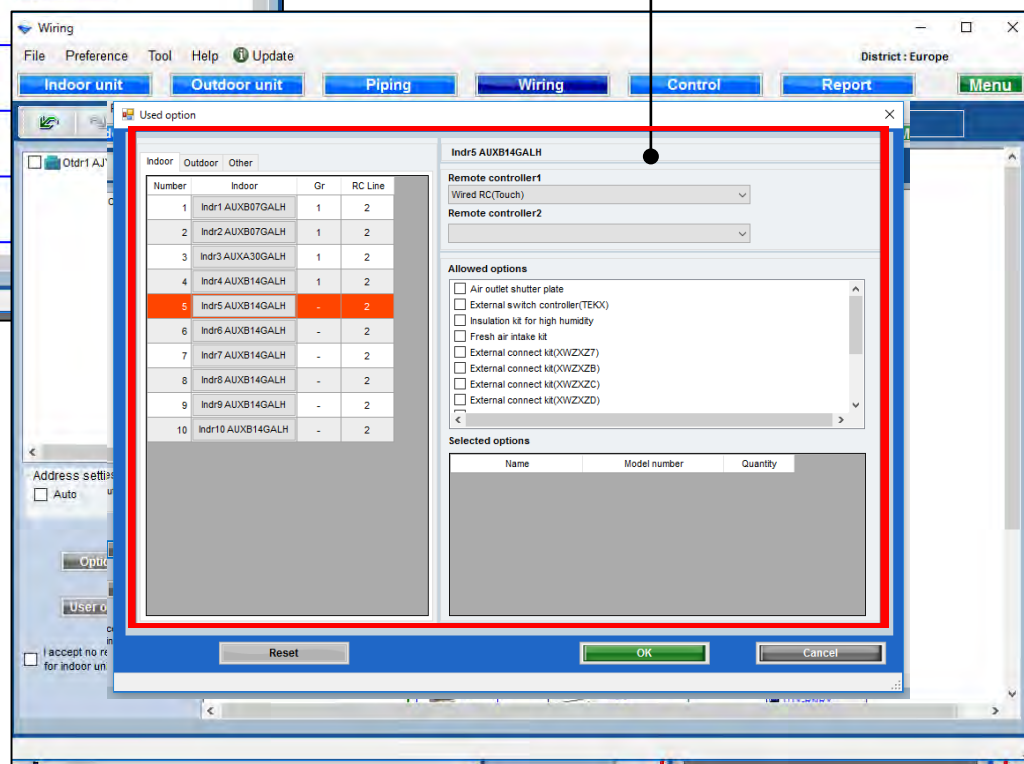 Wiring
File Preference Tool Help Update
District : Europe
Indoor unit Outdoor unit Piping Wiring Control Report Menu
Used option
Otdr1 AJY
Indoor Outdoor Other
Number Indoor Gr RC Line
1 Indr1 AUXB07GALH 1 2
2 Indr2 AUXB07GALH 1 2
3 Indr3 AUXA30GALH 1 2
4 Indr4 AUXB14GALH 1 2
5 Indr5 AUXB14GALH - 2
6 Indr6 AUXB14GALH - 2
7 Indr7 AUXB14GALH - 2
8 Indr8 AUXB14GALH - 2
9 Indr9 AUXB14GALH - 2
10 Indr10 AUXB14GALH - 2
Indr5 AUXB14GALH
Remote controller1
Wired RC(Touch)
Remote controller2
Allowed options
Air outlet shutter plate
External switch controller(TEKX)
Insulation kit for high humidity
Fresh air intake kit
External connect kit(XWZXZ7)
External connect kit(XWZXZB)
External connect kit(XWZXZC)
External connect kit(XWZXZD)
Selected options
Name Model number Quantity
Address setti
Auto
Optio
User o
I accept no re
for indoor un
Reset OK Cancel